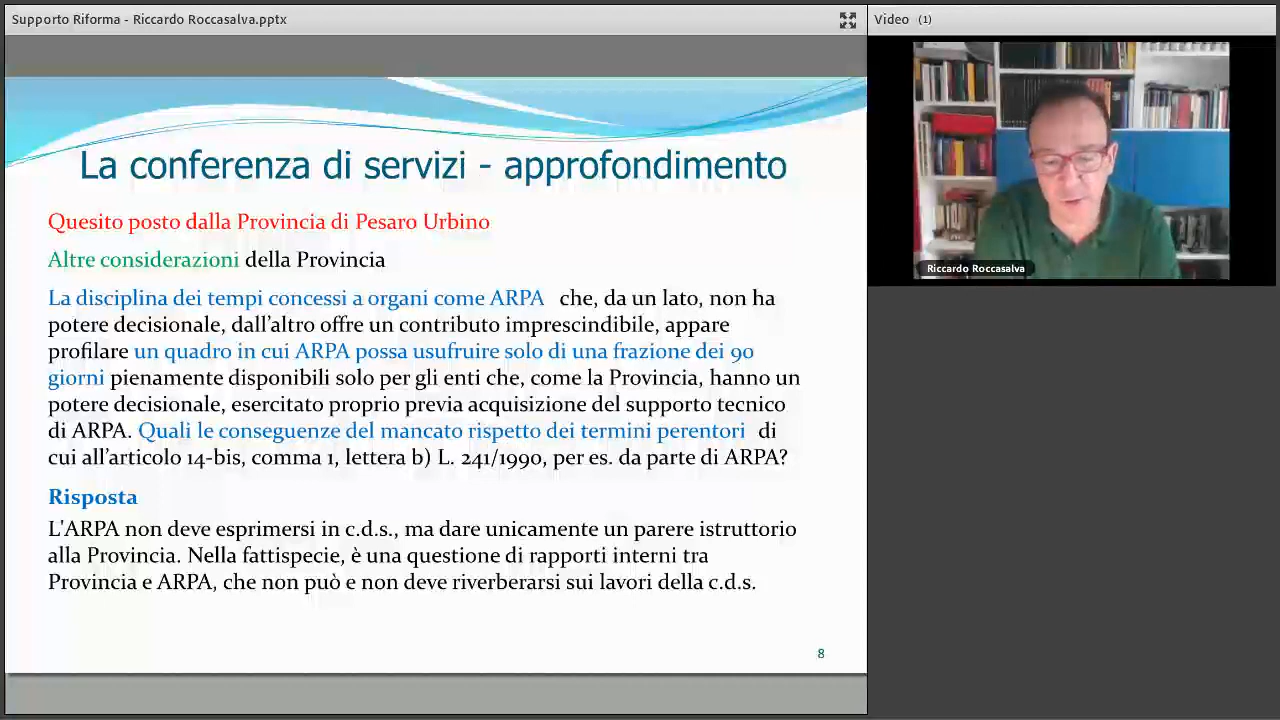 Supporto Riforma - Riccardo Roccasalva.pptx
Video (1)
La conferenza di servizi - approfondimento
Quesito posto dalla Provincia di Pesaro Urbino
Altre considerazioni della Provincia
La disciplina dei tempi concessi a organi come ARPA che, da un lato, non ha
potere decisionale, dall'altro offre un contributo imprescindibile, appare
profilare un quadro in cui ARPA possa usufruire solo di una frazione dei 90
giorni pienamente disponibili solo per gli enti che, come la Provincia, hanno un
potere decisionale, esercitato proprio previa acquisizione del supporto tecnico
di ARPA. Quali le conseguenze del mancato rispetto dei termini perentori di
cui all'articolo 14-bis, comma 1, lettera b) L. 241/1990, per es. da parte di ARPA?
Risposta
L'ARPA non deve esprimersi in c.d.s., ma dare unicamente un parere istruttorio
alla Provincia. Nella fattispecie, è una questione di rapporti interni tra
Provincia e ARPA, che non può e non deve riverberarsi sui lavori della c.d.s.
8
Riccardo Roccasalva